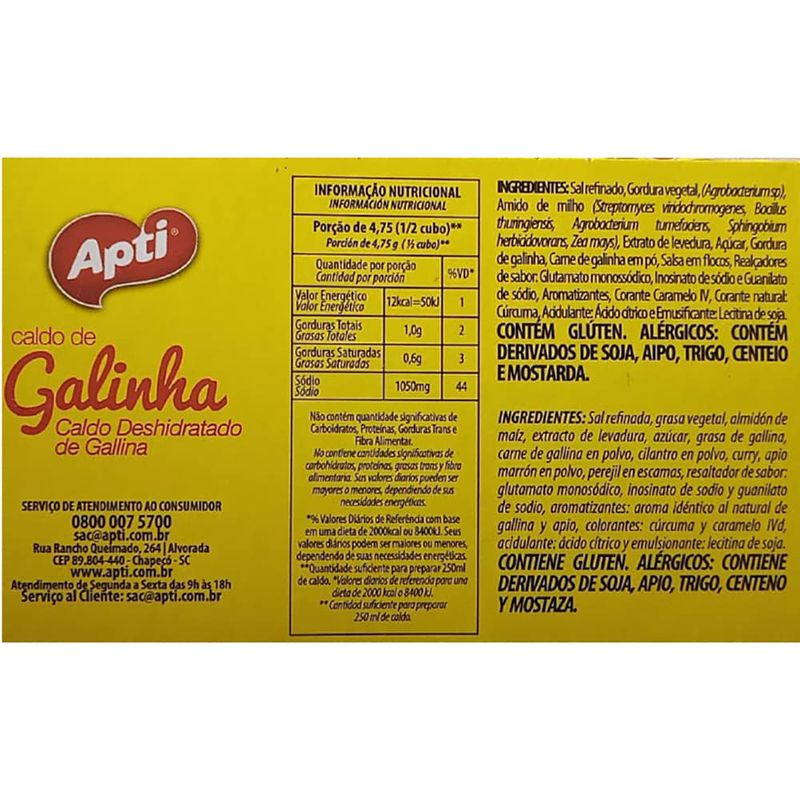 Apti®
caldo de
Galinha
Caldo Deshidratado
de Gallina
SERVIÇO DE ATENDIMENTO AO CONSUMIDOR
0800 007 5700
sac@apti.com.br
Rua Rancho Queimado, 264 | Alvorada
CEP 89.804-440 - Chapecó - SC
www.apti.com.br
Atendimento de Segunda a Sexta das 9h às 18h
Serviço al Cliente: sac@apti.com.br
INFORMAÇÃO NUTRICIONAL
INFORMACIÓN NUTRICIONAL
Porção de 4,75 (1/2 cubo)**
Porción de 4,75 g (½ cubo)**
Quantidade por porção
Cantidad por porción
%VD*
Valor Energético
Valor Energético
12kcal=50kJ
1
Gorduras Totais
Grasas Totales
1,0g
2
Gorduras Saturadas
Grasas Saturadas
0,6g
3
Sódio
Sódio
1050mg
44
Não contém quantidade significativas de
Carboidratos, Proteínas, Gorduras Trans e
Fibra Alimentar.
No contiene cantidades significativas de
carbohidratos, proteínas, grasas trans y fibra
alimentaria. Sus valores diarios pueden ser
mayores o menores, dependiendo de sus
necesidades energéticas.
*% Valores Diários de Referência com base
em uma dieta de 2000kcal ou 8400kJ. Seus
valores diários podem ser maiores ou menores,
dependendo de suas necesidades energéticas.
**Quantidade suficiente para preparar 250ml
de caldo. *Valores diarios de referencia para una
dieta de 2000 kcal o 8400 kJ.
**Cantidad suficiente para preparar
250 ml de caldo.
INGREDIENTES: Sal refinado, Gordura vegetal, (Agrobacterium sp),
Amido de milho (Streptomyces viridochromogenes, Bacillus
thuringiensis, Agrobacterium tumefaciens, Sphingobium
herbicidovorans, Zea mays), Extrato de levedura, Açúcar, Gordura
de galinha, Carne de galinha em pó, Salsa em flocos, Realçadores
de sabor: Glutamato monossódico, Inosinato de sódio e Guanilato
de sódio, Aromatizantes, Corante Caramelo IV, Corante natural:
Cúrcuma, Acidulante: Ácido cítrico e Emusificante: Lecitina de soja.
CONTÉM GLÚTEN. ALÉRGICOS: CONTÉM
DERIVADOS DE SOJA, AIPO, TRIGO, CENTEIO
E MOSTARDA.
INGREDIENTES: Sal refinada, grasa vegetal, almidón de
maíz, extracto de levadura, azúcar, grasa de gallina,
carne de gallina en polvo, cilantro en polvo, curry, apio
marrón en polvo, perejil en escamas, resaltador de sabor:
glutamato monosódico, inosinato de sodio y guanilato
de sodio, aromatizantes: aroma idéntico al natural de
gallina y apio, colorantes: cúrcuma y caramelo IVd,
acidulante: ácido cítrico y emulsionante: lecitina de soja.
CONTIENE GLUTEN. ALÉRGICOS: CONTIENE
DERIVADOS DE SOJA, APIO, TRIGO, CENTENO
Y MOSTAZA.